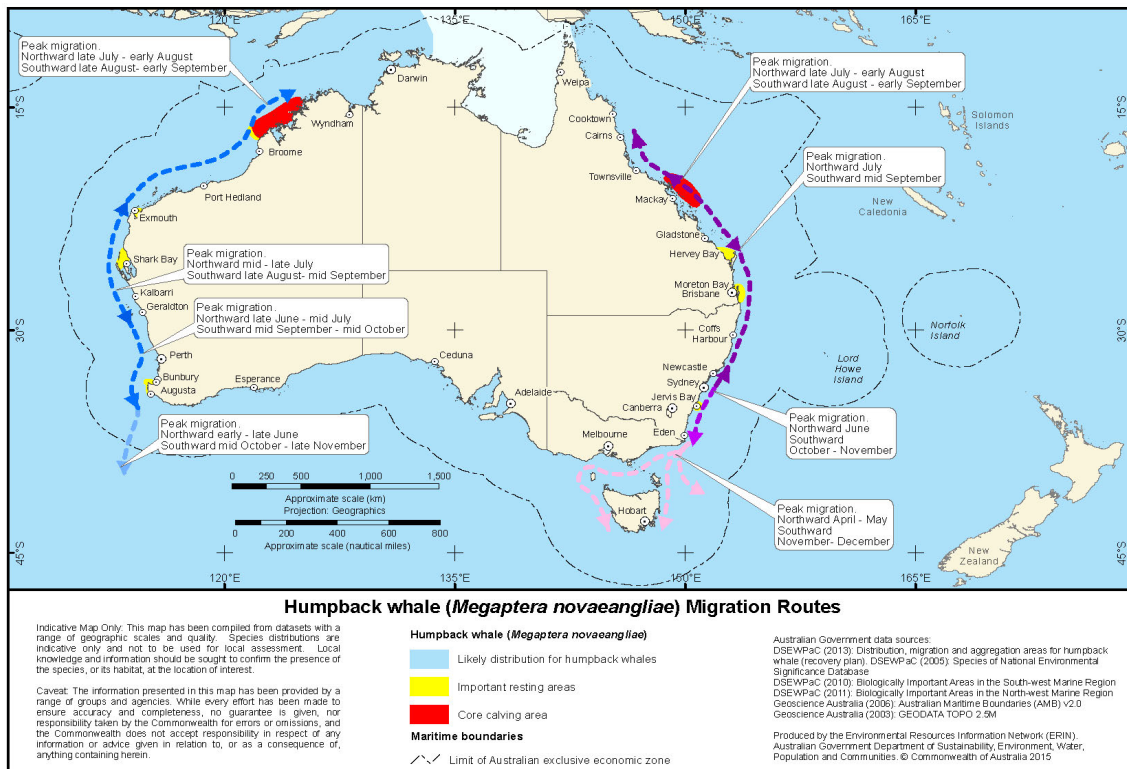 120°E
135°E
150°E
165°E
Peak migration.
Northward late July - early August
Southward late August- early September
Peak migration.
Northward late July - early August
Southward late August - early September
Darwin
Weipa
15°S
15°S
Wyndham
Cooktown
Cairns
Solomon
Islands
Broome
Peak migration.
Northward July
Southward mid September
Townsville
Port Hedland
Mackay
New
Caledonia
Exmouth
Gladstone
Hervey Bay
Peak migration.
Northward mid - late July
Southward late August- mid September
Shark Bay
Moreton Bay
Brisbane
Kalbarri
Geraldton
Peak migration.
Northward late June - mid July
Southward mid September - mid October
30°S
30°S
Coffs
Harbour
Norfolk
Island
Perth
Ceduna
Lord
Howe
Island
Newcastle
Bunbury
Augusta
Esperance
Sydney
Adelaide
Jervis Bay
Canberra
Peak migration.
Northward early - late June
Southward mid October - late November
Peak migration.
Northward June
Southward
October - November
Melbourne
Eden
0 250 500 1,000 1,500
Approximate scale (km)
Projection: Geographics
0 200 400 600 800
Approximate scale (nautical miles)
Hobart
Peak migration.
Northward April - May
Southward
November- December
45°S
45°S
New
Zealand
120°E
135°E
150°E
165°E
Humpback whale (Megaptera novaeangliae) Migration Routes
Indicative Map Only: This map has been compiled from datasets with a
range of geographic scales and quality. Species distributions are
indicative only and not to be used for local assessment. Local
knowledge and information should be sought to confirm the presence of
the species, or its habitat, at the location of interest.
Caveat: The information presented in this map has been provided by a
range of groups and agencies. While every effort has been made to
ensure accuracy and completeness, no guarantee is given, nor
responsibility taken by the Commonwealth for errors or omissions, and
the Commonwealth does not accept responsibility in respect of any
information or advice given in relation to, or as a consequence of,
anything containing herein.
Humpback whale (Megaptera novaeangliae)
Likely distribution for humpback whales
Important resting areas
Core calving area
Maritime boundaries
Limit of Australian exclusive economic zone
Australian Government data sources:
DSEWPaC (2013): Distribution, migration and aggregation areas for humpback
whale (recovery plan). DSEWPaC (2005): Species of National Environmental
Significance Database
DSEWPaC (2010): Biologically Important Areas in the South-west Marine Region
DSEWPaC (2011): Biologically Important Areas in the North-west Marine Region
Geoscience Australia (2006): Australian Maritime Boundaries (AMB) v2.0
Geoscience Australia (2003): GEODATA TOPO 2.5M
Produced by the Environmental Resources Information Network (ERIN).
Australian Government Department of Sustainability, Environment, Water,
Population and Communities. © Commonwealth of Australia 2015